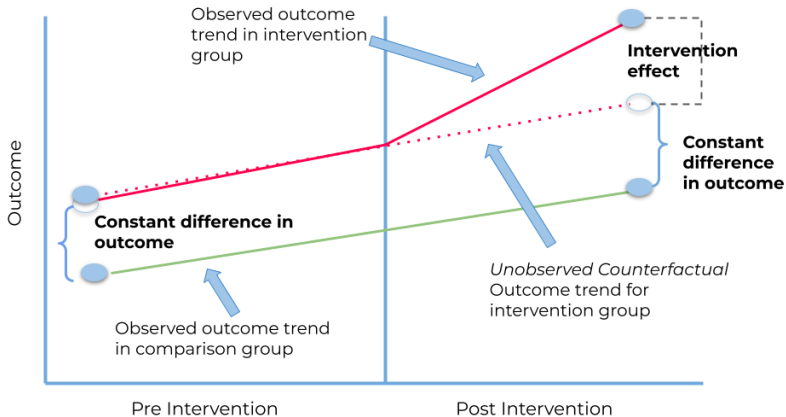 Observed outcome
trend in intervention
group
Intervention
effect
Constant
difference
in outcome
Outcome
Constant difference in
outcome
Unobserved Counterfactual
Outcome trend for
intervention group
Observed outcome trend
in comparison group
Pre Intervention
Post Intervention